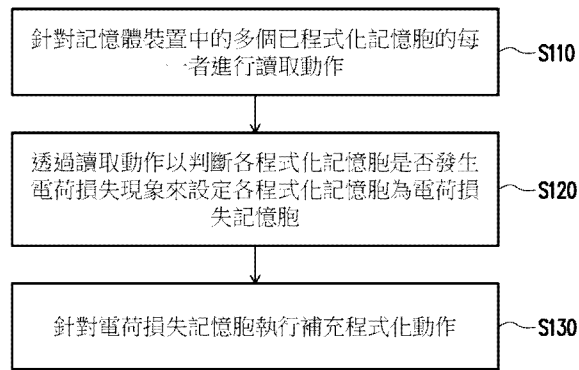 針對記憶體裝置中的多個已程式化記憶胞的每
一者進行讀取動作
S110
透過讀取動作以判斷各程式化記憶胞是否發生
電荷損失現象來設定各程式化記憶胞為電荷損
失記憶胞
S120
針對電荷損失記憶胞執行補充程式化動作
S130